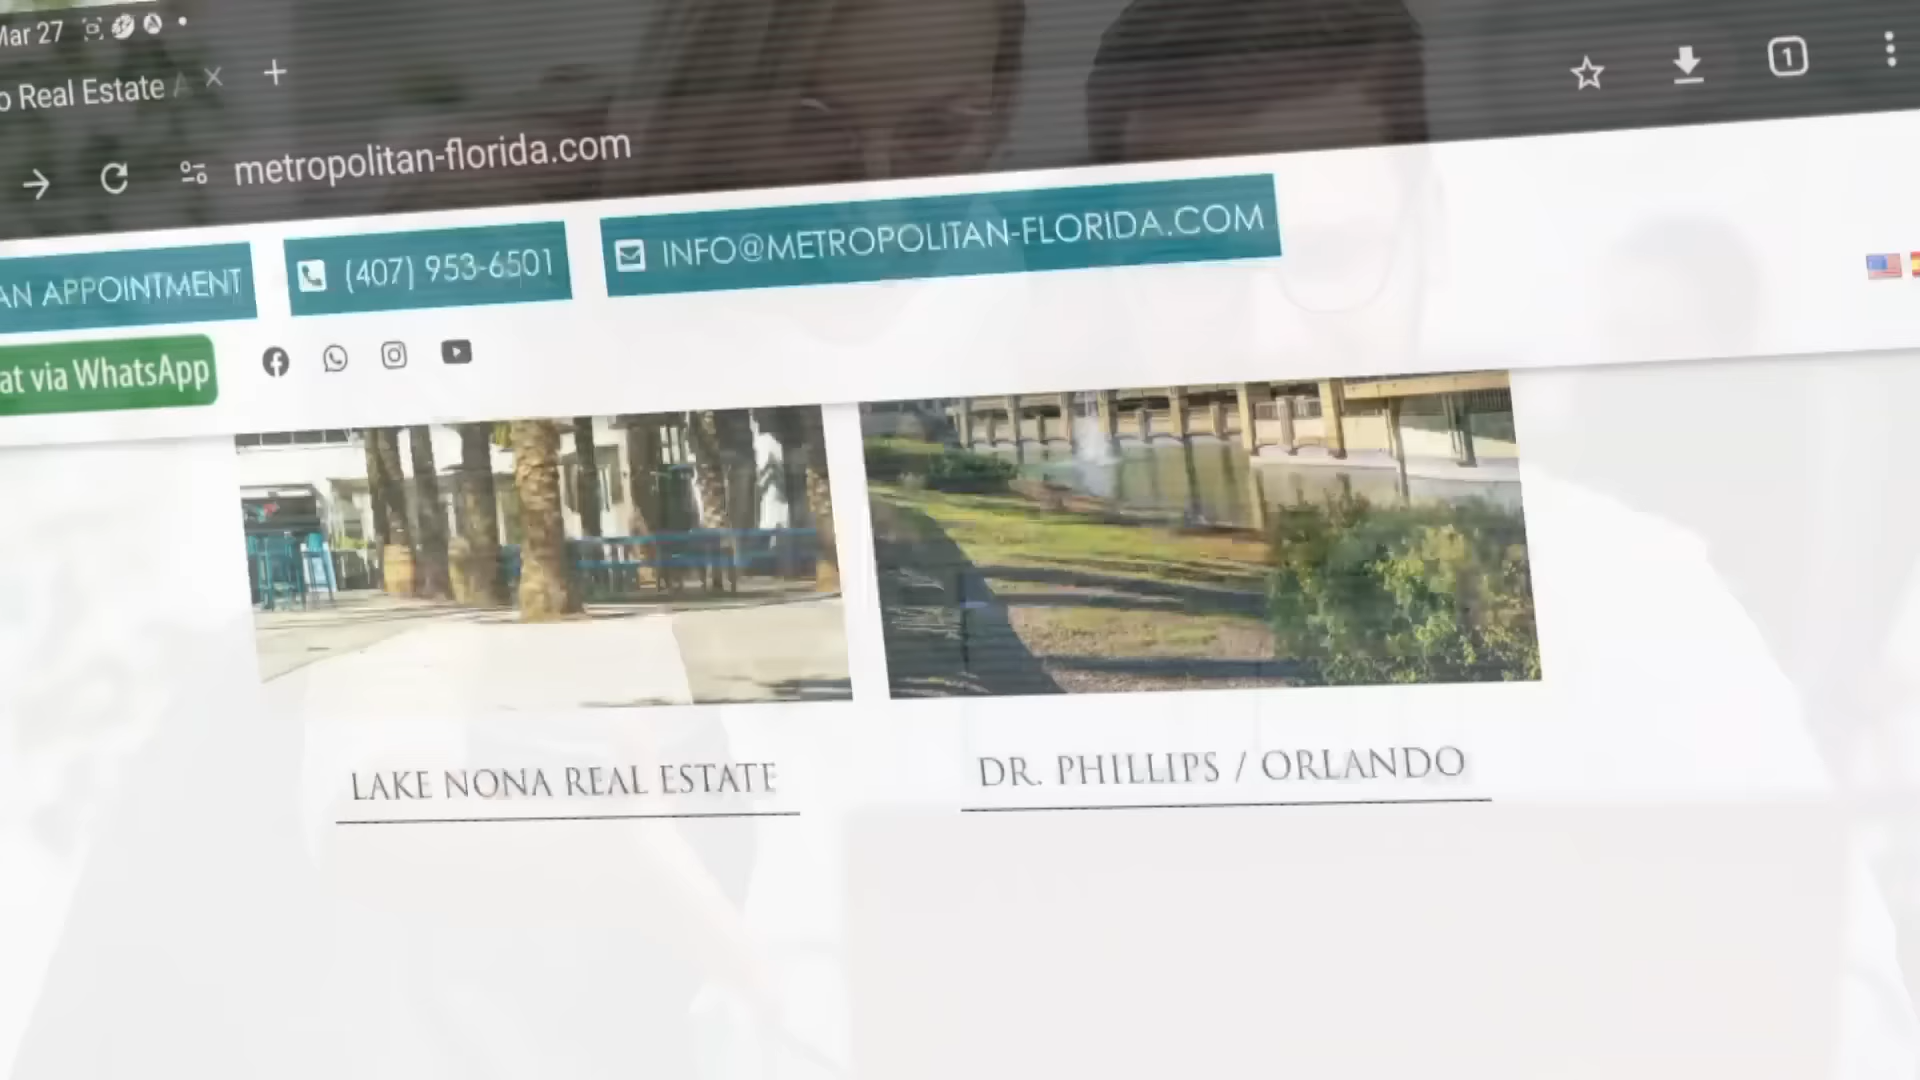 Mar 27
o Real Estate A
1
metropolitan-florida.com
AN APPOINTMENT
(407) 953-6501
INFO@METROPOLITAN-FLORIDA.COM
at via WhatsApp
LAKE NONA REAL ESTATE
DR. PHILLIPS / ORLANDO